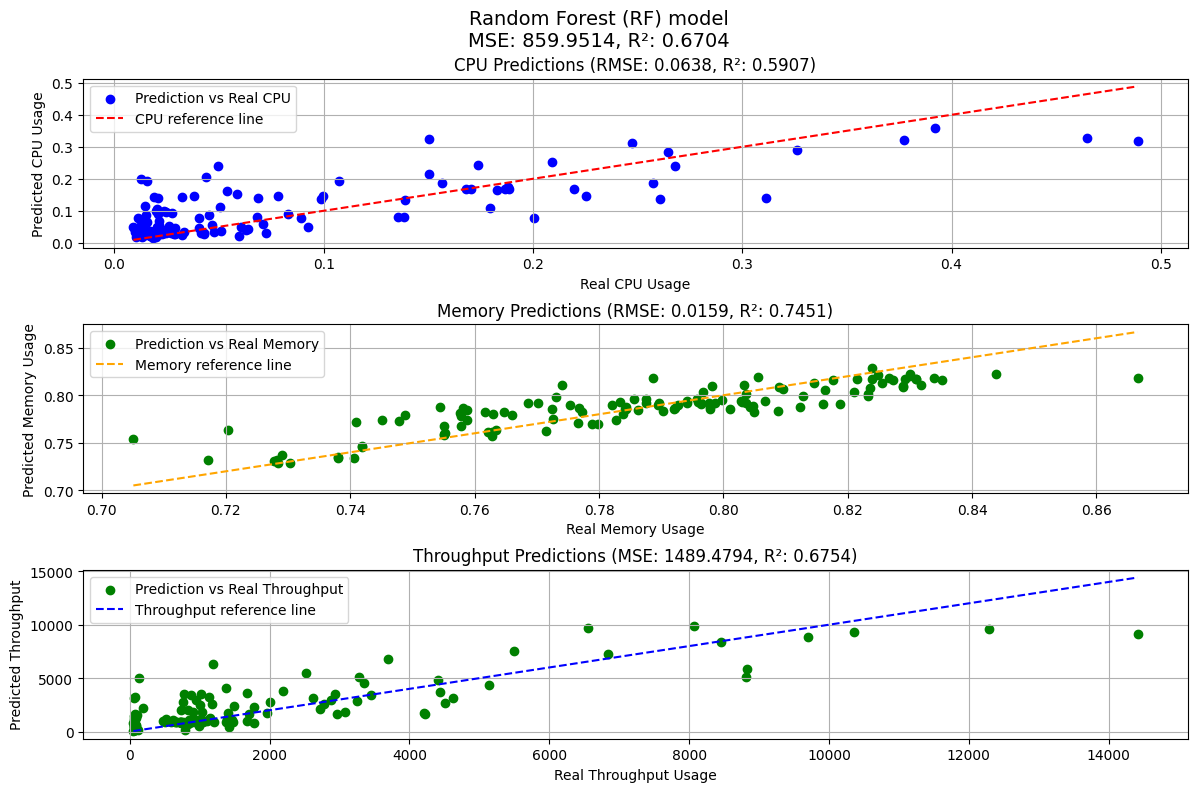 Random Forest (RF) model
MSE: 859.9514, R²: 0.6704
CPU Predictions (RMSE: 0.0638, R²: 0.5907)
Predicted CPU Usage
0.5
0.4
0.3
0.2
0.1
0.0
Prediction vs Real CPU
CPU reference line
0.0 0.1 0.2 0.3 0.4 0.5
Real CPU Usage
Memory Predictions (RMSE: 0.0159, R²: 0.7451)
Predicted Memory Usage
0.85
0.80
0.75
0.70
Prediction vs Real Memory
Memory reference line
0.70 0.72 0.74 0.76 0.78 0.80 0.82 0.84 0.86
Real Memory Usage
Throughput Predictions (MSE: 1489.4794, R²: 0.6754)
Predicted Throughput
15000
10000
5000
0
Prediction vs Real Throughput
Throughput reference line
0 2000 4000 6000 8000 10000 12000 14000
Real Throughput Usage